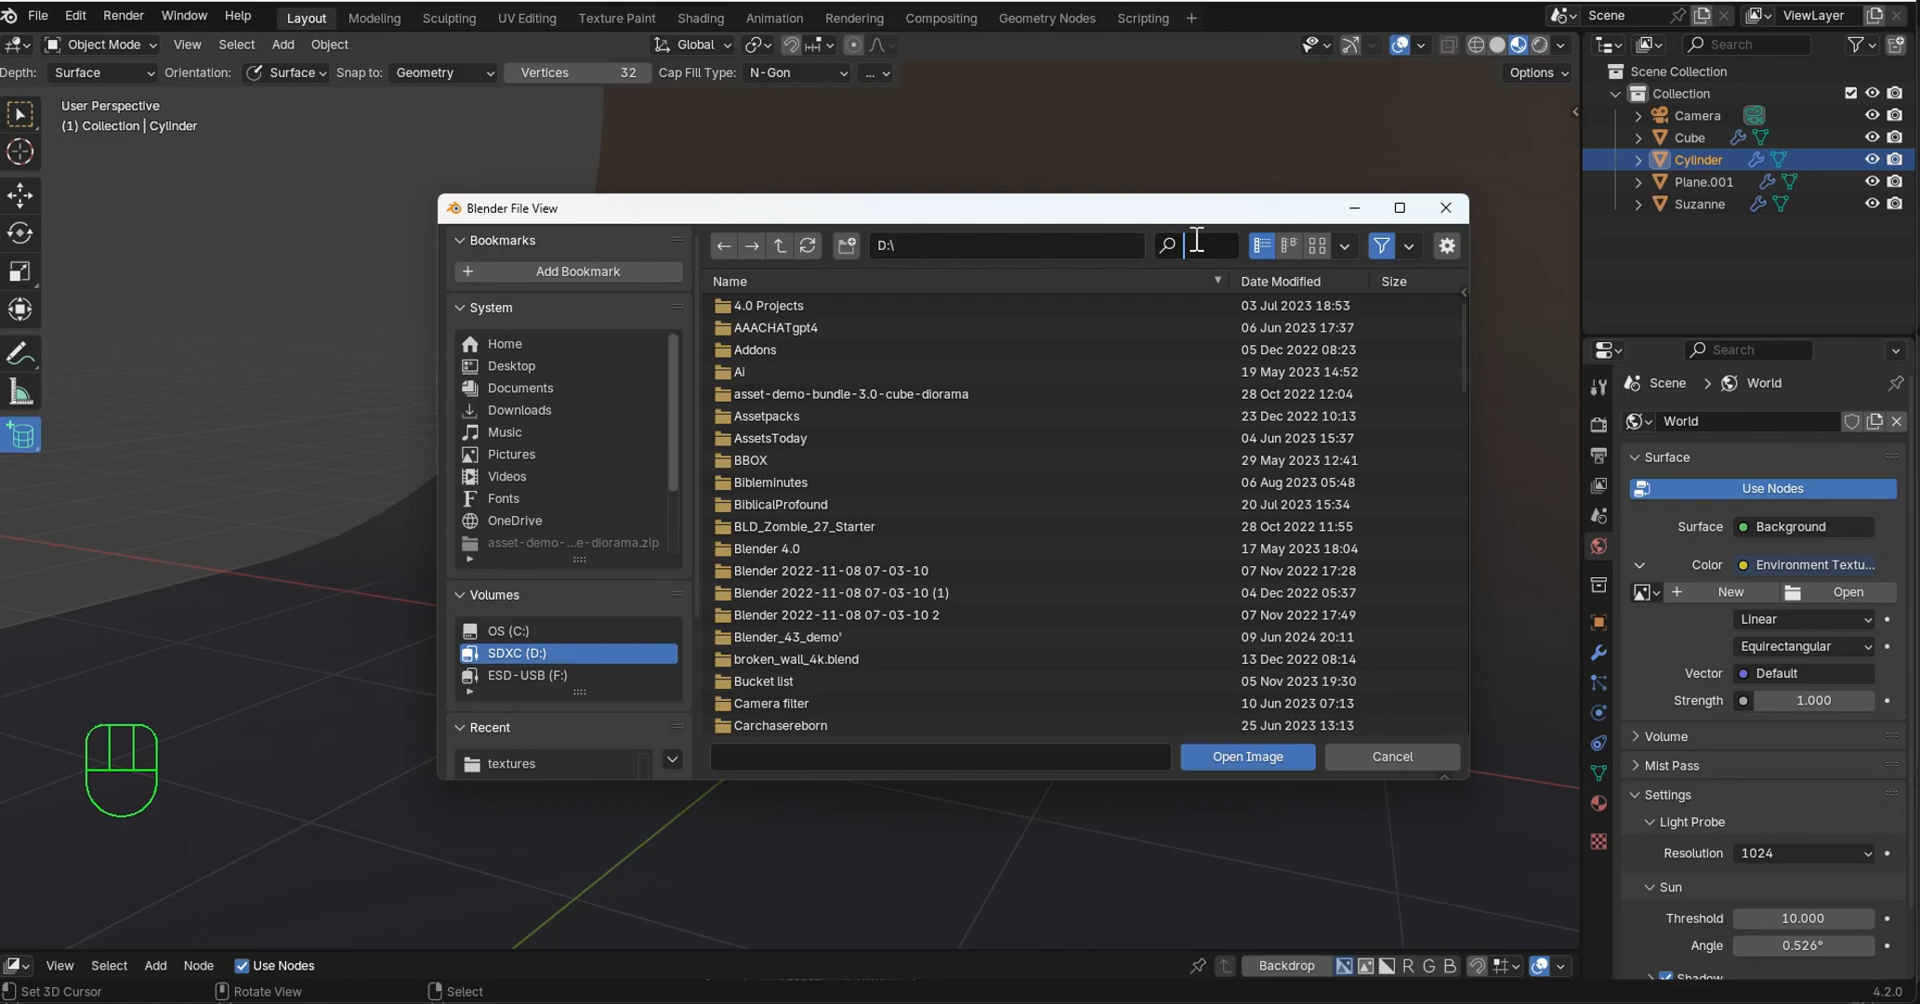 File Edit Render Window Help Layout Modeling Sculpting UV Editing Texture Paint Shading Animation Rendering Compositing Geometry Nodes Scripting + Scene ViewLayer
Object Mode View Select Add Object Global Search
Depth: Surface Orientation: Surface Snap to: Geometry Vertices 32 Cap Fill Type: N-Gon ... Options
Scene Collection
Collection
Camera
Cube
Cylinder
Plane.001
Suzanne
User Perspective
(1) Collection | Cylinder
Blender File View
Bookmarks
Add Bookmark
System
Home
Desktop
Documents
Downloads
Music
Pictures
Videos
Fonts
OneDrive
asset-demo-...e-diorama.zip
Volumes
OS (C:)
SDXC (D:)
ESD-USB (F:)
Recent
textures
D:\
Name Date Modified Size
4.0 Projects 03 Jul 2023 18:53
AAACHATgpt4 06 Jun 2023 17:37
Addons 05 Dec 2022 08:23
Ai 19 May 2023 14:52
asset-demo-bundle-3.0-cube-diorama 28 Oct 2022 12:04
Assetpacks 23 Dec 2022 10:13
AssetsToday 04 Jun 2023 15:37
BBOX 29 May 2023 12:41
Bibleminutes 06 Aug 2023 05:48
BiblicalProfound 20 Jul 2023 15:34
BLD_Zombie_27_Starter 28 Oct 2022 11:55
Blender 4.0 17 May 2023 18:04
Blender 2022-11-08 07-03-10 07 Nov 2022 17:28
Blender 2022-11-08 07-03-10 (1) 04 Dec 2022 05:37
Blender 2022-11-08 07-03-10 2 07 Nov 2022 17:49
Blender_43_demo' 09 Jun 2024 20:11
broken_wall_4k.blend 13 Dec 2022 08:14
Bucket list 05 Nov 2023 19:30
Camera filter 10 Jun 2023 07:13
Carchasereborn 25 Jun 2023 13:13
Open Image Cancel
Search
Scene > World
World
Surface
Use Nodes
Surface Background
Color Environment Textu...
New Open
Linear
Equirectangular
Vector Default
Strength 1.000
Volume
Mist Pass
Settings
Light Probe
Resolution 1024
Sun
Threshold 10.000
Angle 0.526°
Shadow
View Select Add Node Use Nodes Backdrop R G B
Set 3D Cursor Rotate View Select 4.2.0